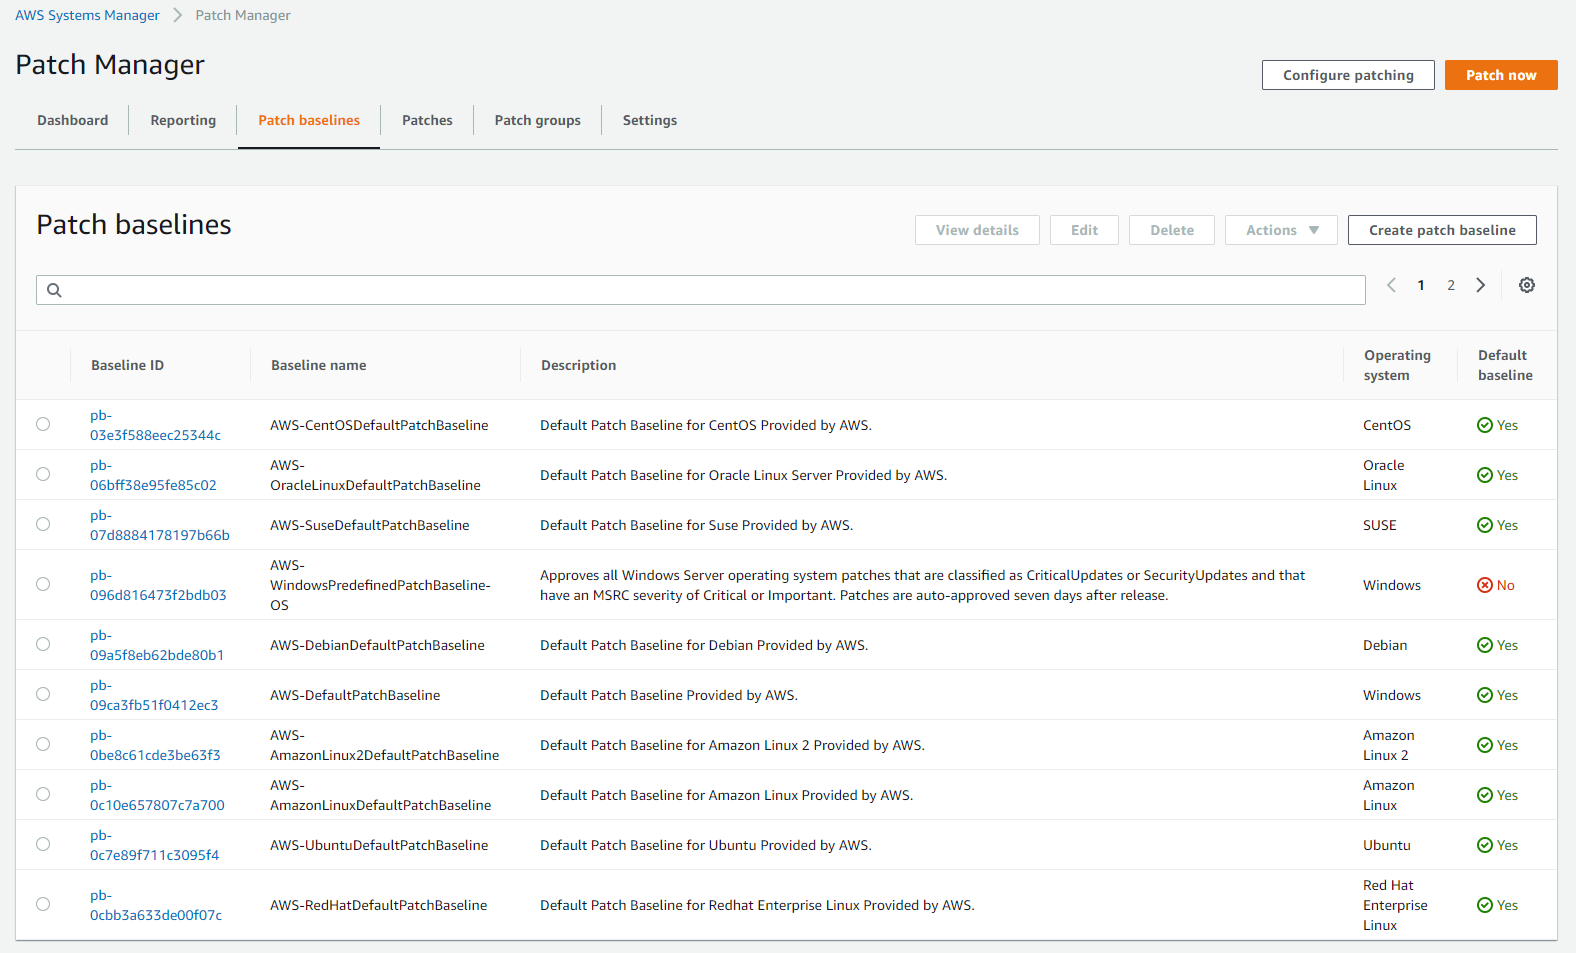 AWS Systems Manager > Patch Manager
Patch Manager
Configure patching
Patch now
Dashboard
Reporting
Patch baselines
Patches
Patch groups
Settings
Patch baselines
View details
Edit
Delete
Actions
Create patch baseline
1
2
Baseline ID
Baseline name
Description
Operating
system
Default
baseline
pb-
03e3f588eec25344c
AWS-CentOSDefaultPatchBaseline
Default Patch Baseline for CentOS Provided by AWS.
CentOS
Yes
pb-
06bff38e95fe85c02
AWS-
OracleLinuxDefaultPatchBaseline
Default Patch Baseline for Oracle Linux Server Provided by AWS.
Oracle
Linux
Yes
pb-
07d8884178197b66b
AWS-SuseDefaultPatchBaseline
Default Patch Baseline for Suse Provided by AWS.
SUSE
Yes
pb-
096d816473f2bdb03
AWS-
WindowsPredefinedPatchBaseline-
OS
Approves all Windows Server operating system patches that are classified as CriticalUpdates or SecurityUpdates and that
have an MSRC severity of Critical or Important. Patches are auto-approved seven days after release.
Windows
No
pb-
09a5f8eb62bde80b1
AWS-DebianDefaultPatchBaseline
Default Patch Baseline for Debian Provided by AWS.
Debian
Yes
pb-
09ca3fb51f0412ec3
AWS-DefaultPatchBaseline
Default Patch Baseline Provided by AWS.
Windows
Yes
pb-
0be8c61cde3be63f3
AWS-
AmazonLinux2DefaultPatchBaseline
Default Patch Baseline for Amazon Linux 2 Provided by AWS.
Amazon
Linux 2
Yes
pb-
0c10e657807c7a700
AWS-
AmazonLinuxDefaultPatchBaseline
Default Patch Baseline for Amazon Linux Provided by AWS.
Amazon
Linux
Yes
pb-
0c7e89f711c3095f4
AWS-UbuntuDefaultPatchBaseline
Default Patch Baseline for Ubuntu Provided by AWS.
Ubuntu
Yes
pb-
0cbb3a633de00f07c
AWS-RedHatDefaultPatchBaseline
Default Patch Baseline for Redhat Enterprise Linux Provided by AWS.
Red Hat
Enterprise
Linux
Yes